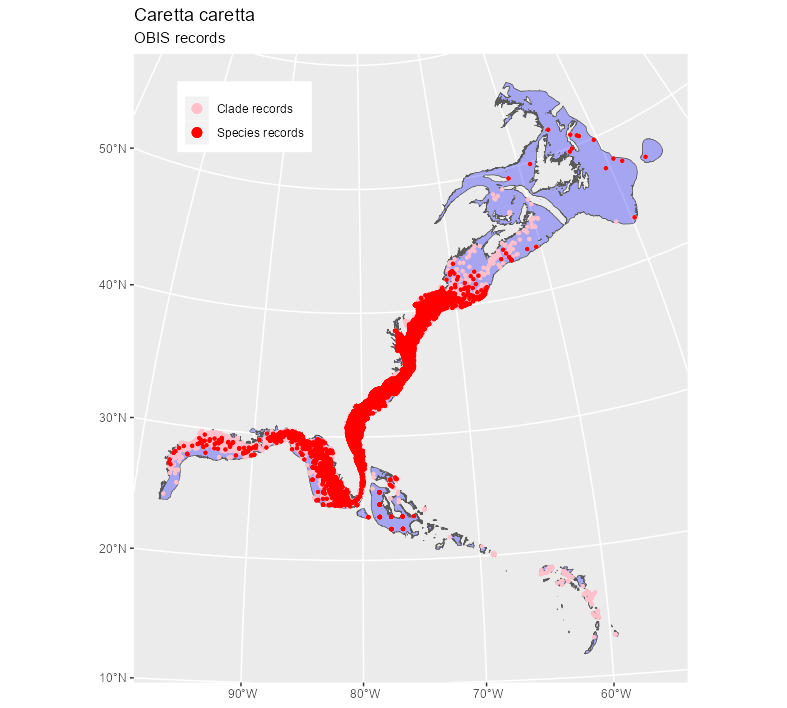 Caretta caretta
OBIS records
Clade records
Species records
50°N
40°N
30°N
20°N
10°N
90°W
80°W
70°W
60°W